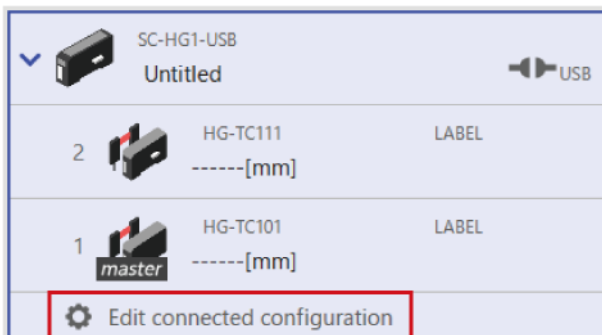 SC-HG1-USB
Untitled
USB
2
HG-TC111
LABEL
------[mm]
1
HG-TC101
LABEL
master
------[mm]
Edit connected configuration